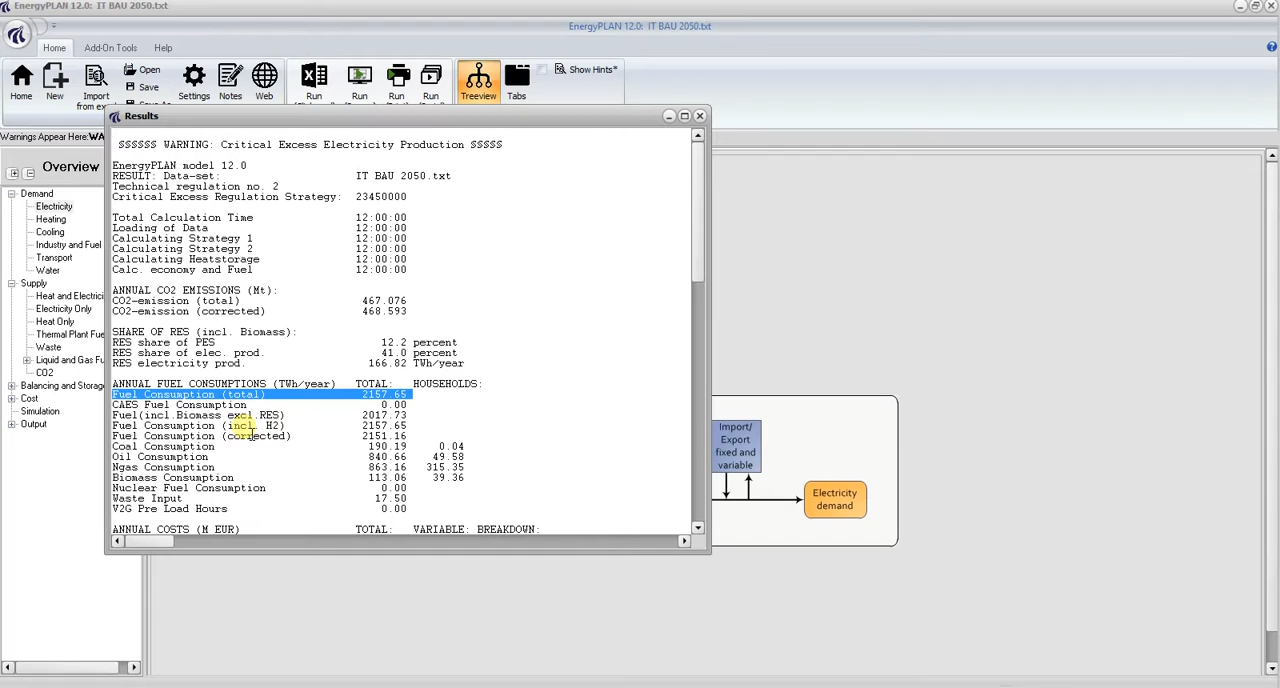 EnergyPLAN 12.0: IT BAU 2050.txt
EnergyPLAN 12.0: IT BAU 2050.txt
Home Add-On Tools Help
Home New Import from ex Open Save Save As Settings Notes Web Run Run Run Run Treeview Tabs Show Hints*
Warnings Appear Here: WA
Results
Overview
Demand
Electricity
Heating
Cooling
Industry and Fuel
Transport
Water
Supply
Heat and Electrici
Electricity Only
Heat Only
Thermal Plant Fue
Waste
Liquid and Gas Fu
CO2
Balancing and Storage
Cost
Simulation
Output
SSSSSS WARNING: Critical Excess Electricity Production SSSSS
EnergyPLAN model 12.0
RESULT: Data-set: IT BAU 2050.txt
Technical regulation no. 2
Critical Excess Regulation Strategy: 23450000
Total Calculation Time 12:00:00
Loading of Data 12:00:00
Calculating Strategy 1 12:00:00
Calculating Strategy 2 12:00:00
Calculating Heatstorage 12:00:00
Calc. economy and Fuel 12:00:00
ANNUAL CO2 EMISSIONS (Mt):
CO2-emission (total) 467.076
CO2-emission (corrected) 468.593
SHARE OF RES (incl. Biomass):
RES share of PES 12.2 percent
RES share of elec. prod. 41.0 percent
RES electricity prod. 166.82 TWh/year
ANNUAL FUEL CONSUMPTIONS (TWh/year) TOTAL: HOUSEHOLDS:
Fuel Consumption (total) 2157.65
CAES Fuel Consumption 0.00
Fuel(incl.Biomass excl.RES) 2017.73
Fuel Consumption (incl. H2) 2157.65
Fuel Consumption (corrected) 2151.16
Coal Consumption 190.19 0.04
Oil Consumption 840.66 49.58
Ngas Consumption 863.16 315.35
Biomass Consumption 113.06 39.36
Nuclear Fuel Consumption 0.00
Waste Input 17.50
V2G Pre Load Hours 0.00
ANNUAL COSTS (M EUR) TOTAL: VARIABLE: BREAKDOWN:
Import/
Export
fixed and
variable
Electricity
demand